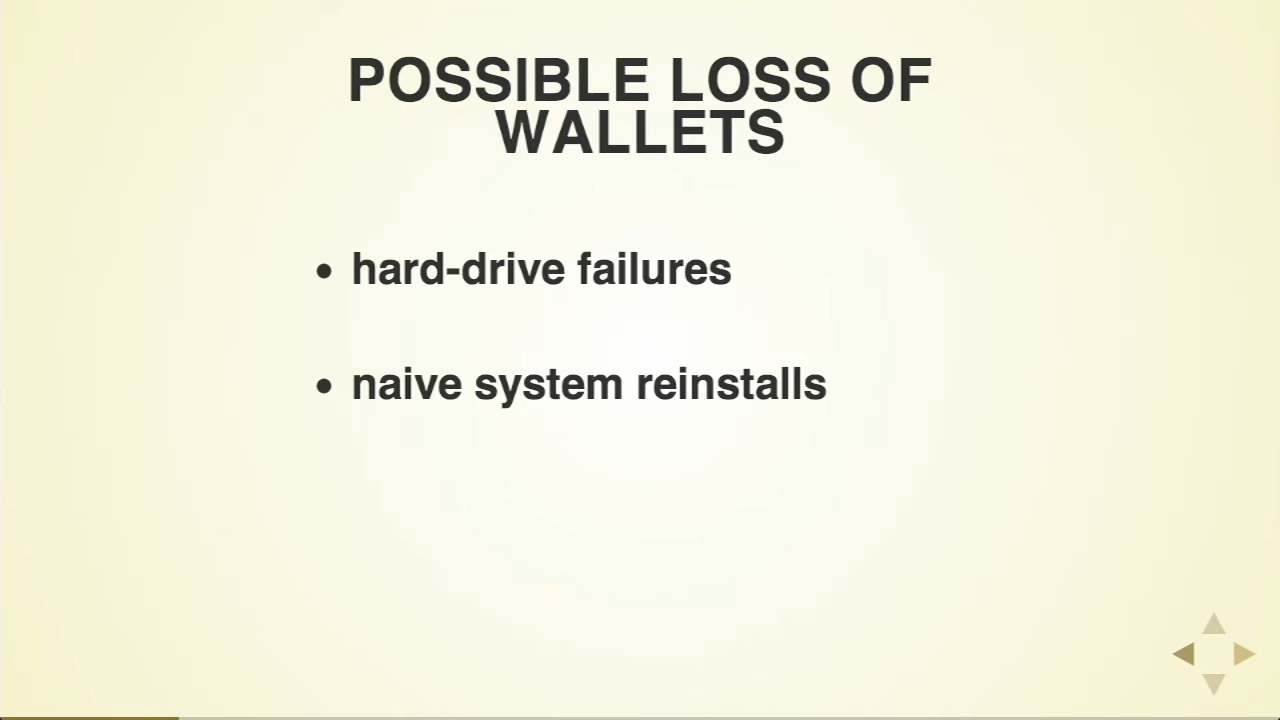 POSSIBLE LOSS OF
WALLETS
• hard-drive failures
• naive system reinstalls